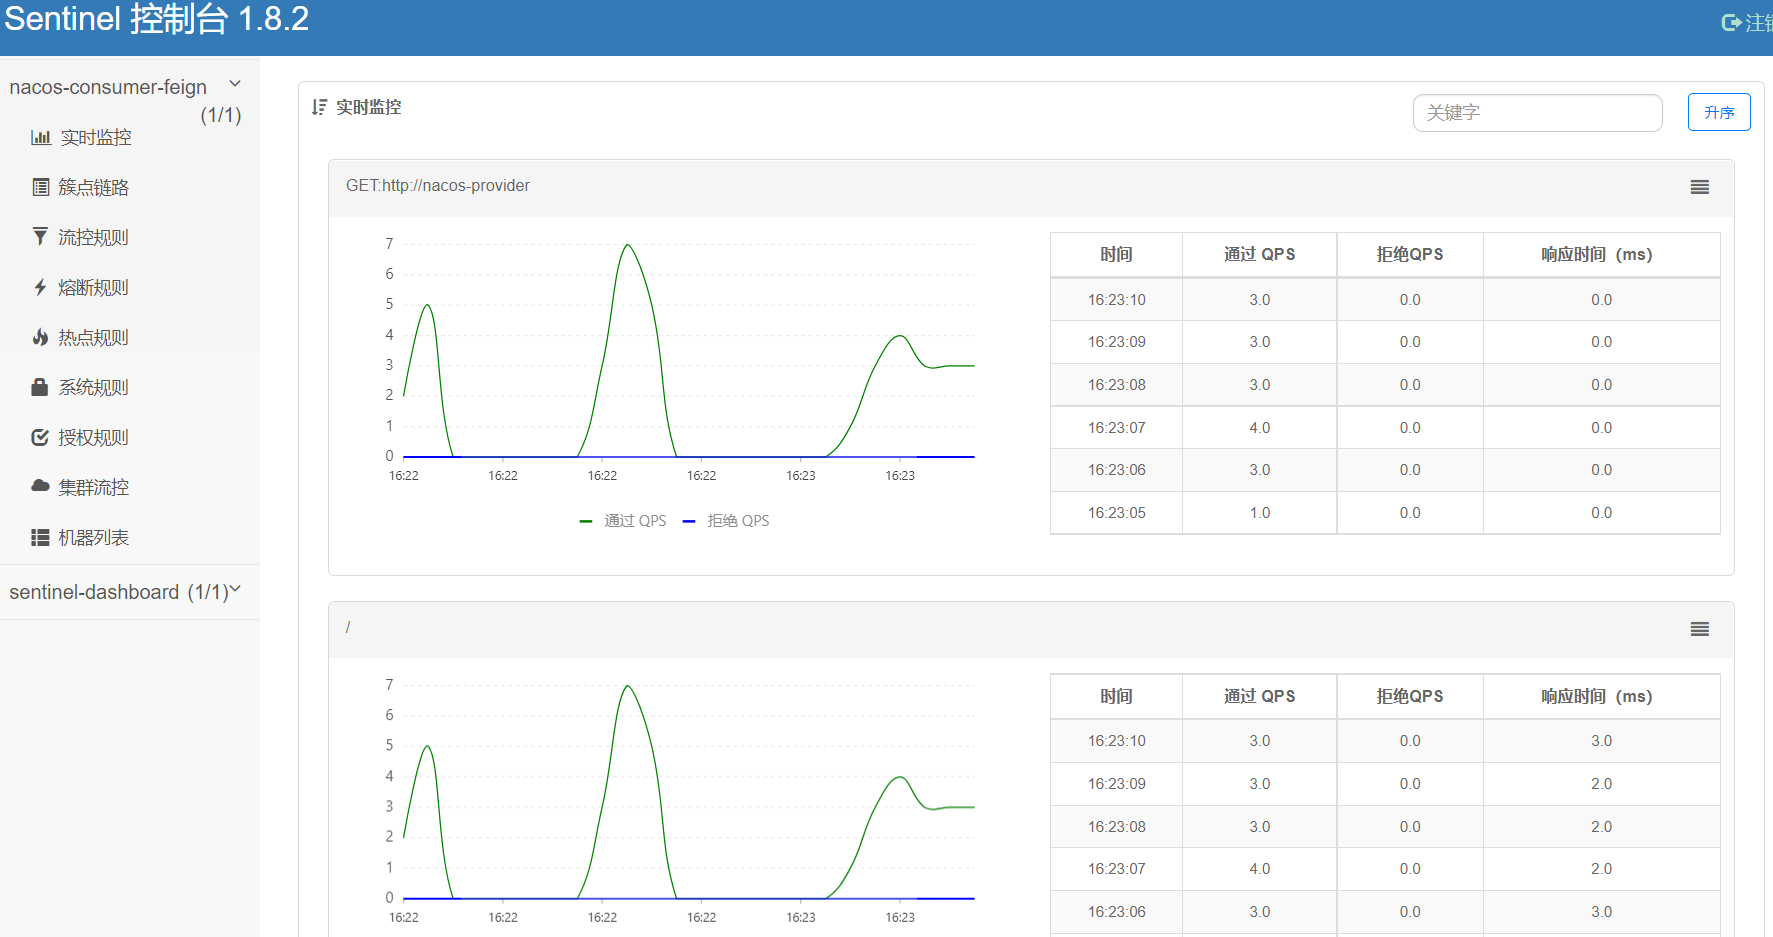 Sentinel 控制台 1.8.2
nacos-consumer-feign
(1/1)
实时监控
簇点链路
流控规则
熔断规则
热点规则
系统规则
授权规则
集群流控
机器列表
sentinel-dashboard (1/1)
实时监控
关键字
升序
GET:http://nacos-provider
7
6
5
4
3
2
1
0
16:22 16:22 16:22 16:22 16:23 16:23
通过 QPS 拒绝 QPS
时间 通过 QPS 拒绝QPS 响应时间（ms）
16:23:10 3.0 0.0 0.0
16:23:09 3.0 0.0 0.0
16:23:08 3.0 0.0 0.0
16:23:07 4.0 0.0 0.0
16:23:06 3.0 0.0 0.0
16:23:05 1.0 0.0 0.0
/
7
6
5
4
3
2
1
0
16:22 16:22 16:22 16:22 16:23 16:23
时间 通过 QPS 拒绝QPS 响应时间（ms）
16:23:10 3.0 0.0 3.0
16:23:09 3.0 0.0 2.0
16:23:08 3.0 0.0 2.0
16:23:07 4.0 0.0 2.0
16:23:06 3.0 0.0 3.0